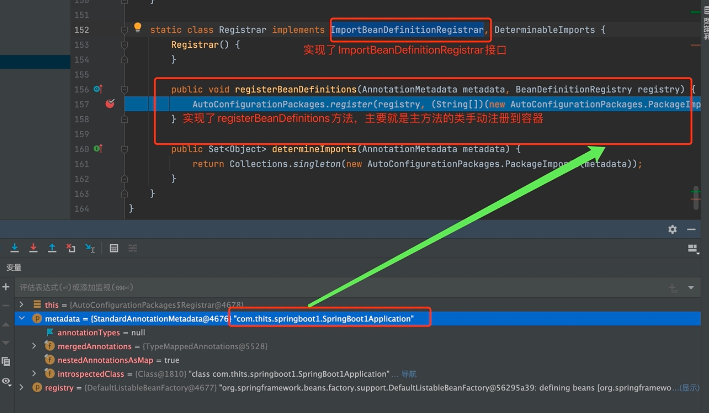 152 static class Registrar implements ImportBeanDefinitionRegistrar, DeterminableImports {
153 Registrar() {
实现了ImportBeanDefinitionRegistrar接口
154 }
155
156 public void registerBeanDefinitions(AnnotationMetadata metadata, BeanDefinitionRegistry registry) {
157 AutoConfigurationPackages.register(registry, (String[])(new AutoConfigurationPackages.PackageImp
158 }
实现了registerBeanDefinitions方法，主要就是主方法的类手动注册到容器
159
160 public Set<Object> determineImports(AnnotationMetadata metadata) {
161 return Collections.singleton(new AutoConfigurationPackages.PackageImports(metadata));
162 }
163 }
164 }
变量
评估表达式(⏎)或添加监视(⇧⌘⏎)
this = {AutoConfigurationPackages$Registrar@4678}
metadata = {StandardAnnotationMetadata@4676} "com.thits.springboot1.SpringBoot1Application"
annotationTypes = null
mergedAnnotations = {TypeMappedAnnotations@5528}
nestedAnnotationsAsMap = true
introspectedClass = {Class@1810} "class com.thits.springboot1.SpringBoot1Application"... 导航
registry = {DefaultListableBeanFactory@4677} "org.springframework.beans.factory.support.DefaultListableBeanFactory@56295a39: defining beans [org.springframewo...(显示)